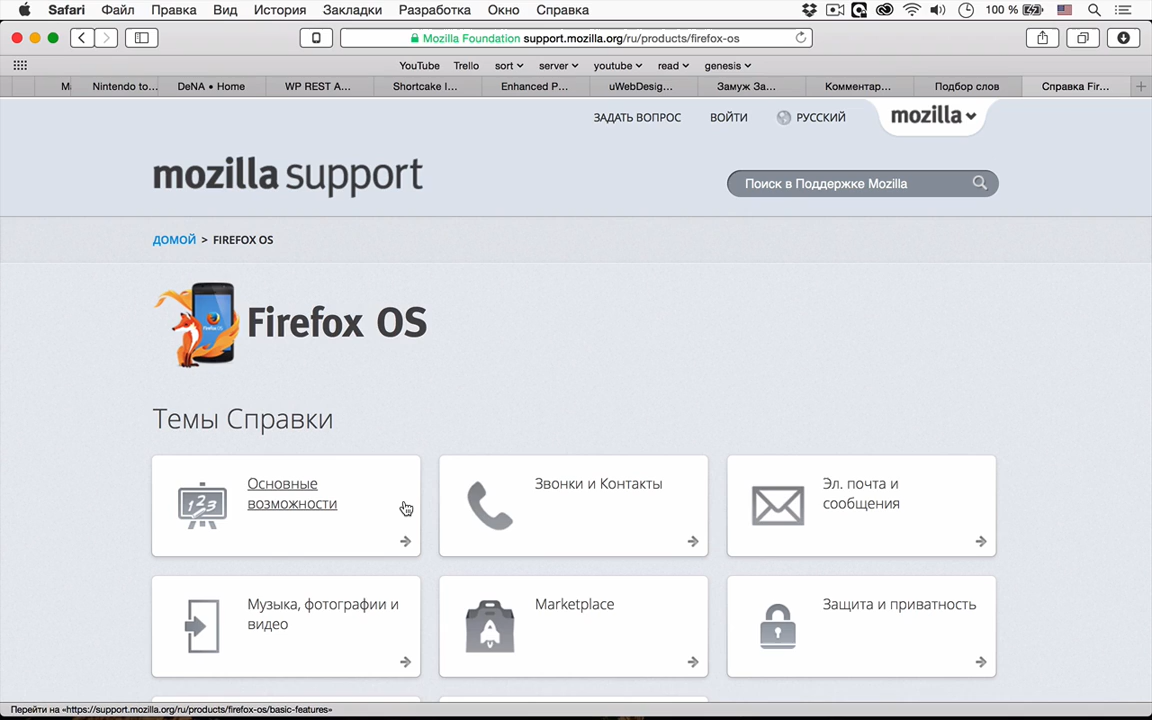 Safari Файл Правка Вид История Закладки Разработка Окно Справка 100 %
Mozilla Foundation support.mozilla.org/ru/products/firefox-os
YouTube Trello sort server youtube read genesis
Nintendo to... DeNA • Home WP REST A... Shortcake I... Enhanced P... uWebDesig... Замуж За... Комментар... Подбор слов Справка Fir...
ЗАДАТЬ ВОПРОС ВОЙТИ РУССКИЙ mozilla
mozilla support
Поиск в Поддержке Mozilla
ДОМОЙ > FIREFOX OS
Firefox OS
Темы Справки
Основные
возможности
Звонки и Контакты
Эл. почта и
сообщения
Музыка, фотографии и
видео
Marketplace
Защита и приватность
Перейти на «https://support.mozilla.org/ru/products/firefox-os/basic-features»